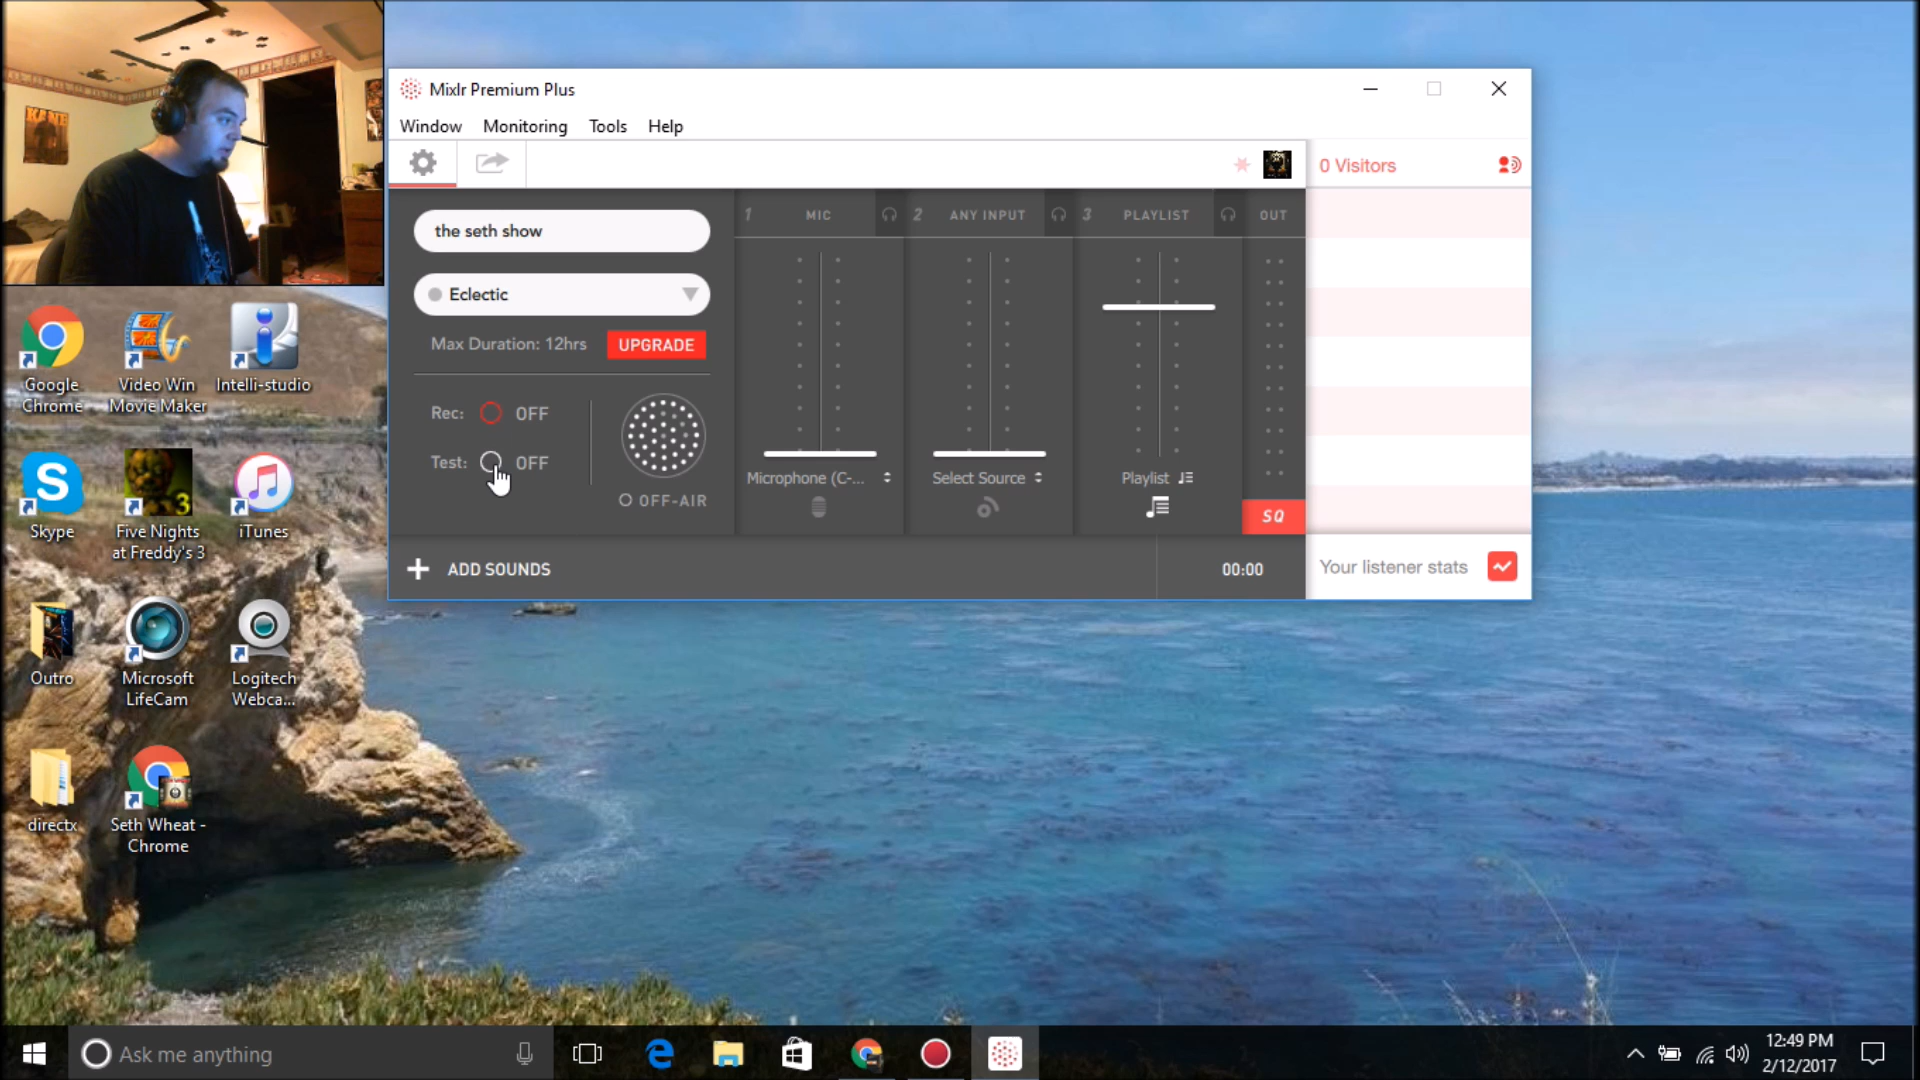 KANE
Mixlr Premium Plus
Window Monitoring Tools Help
0 Visitors
the seth show
Eclectic
Max Duration: 12hrs UPGRADE
Rec: OFF
Test: OFF
OFF-AIR
1 MIC 2 ANY INPUT 3 PLAYLIST OUT
Microphone (C-... Select Source Playlist
SQ
ADD SOUNDS 00:00
Your listener stats
Google Chrome
Video Win Movie Maker
Intelli-studio
Skype
3
Five Nights at Freddy's 3
iTunes
Outro
Microsoft LifeCam
Logitech Webca...
directx
Seth Wheat - Chrome
Ask me anything
12:49 PM
2/12/2017